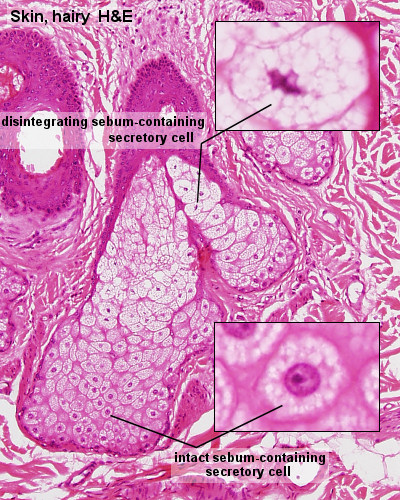 Skin, hairy H&E
disintegrating sebum-containing
secretory cell
intact sebum-containing
secretory cell